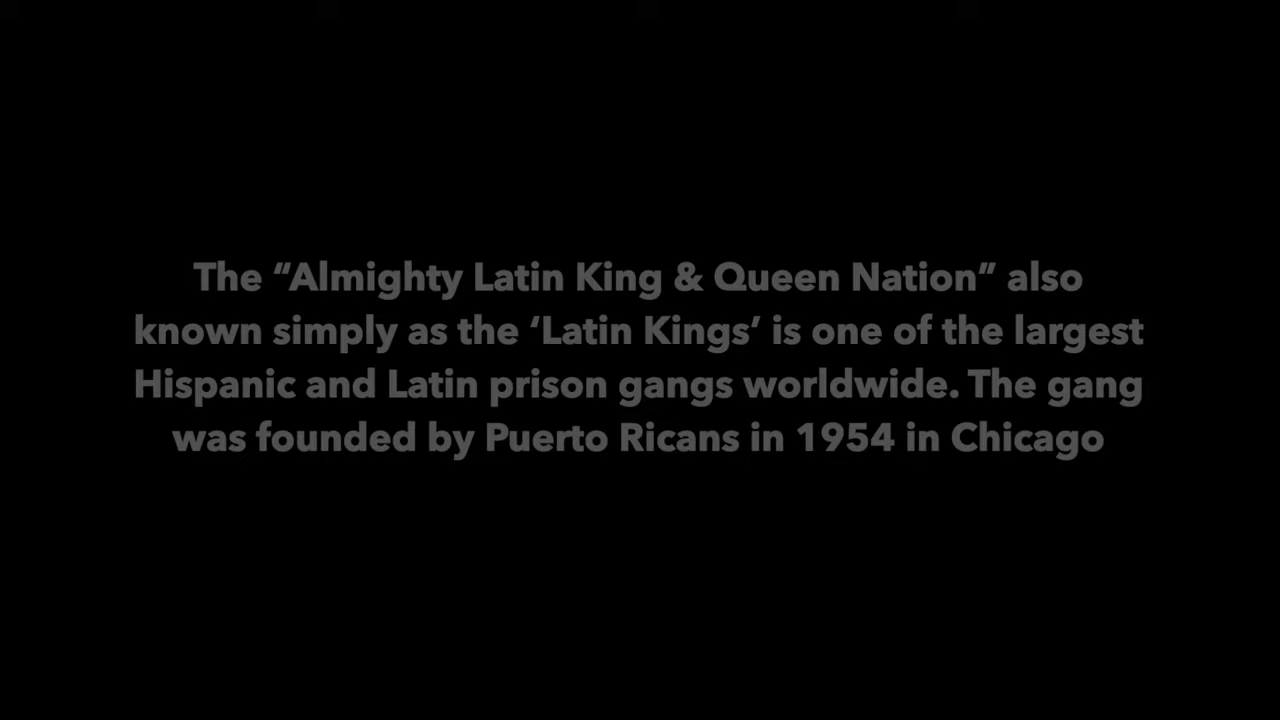 The “Almighty Latin King & Queen Nation” also
known simply as the ‘Latin Kings’ is one of the largest
Hispanic and Latin prison gangs worldwide. The gang
was founded by Puerto Ricans in 1954 in Chicago